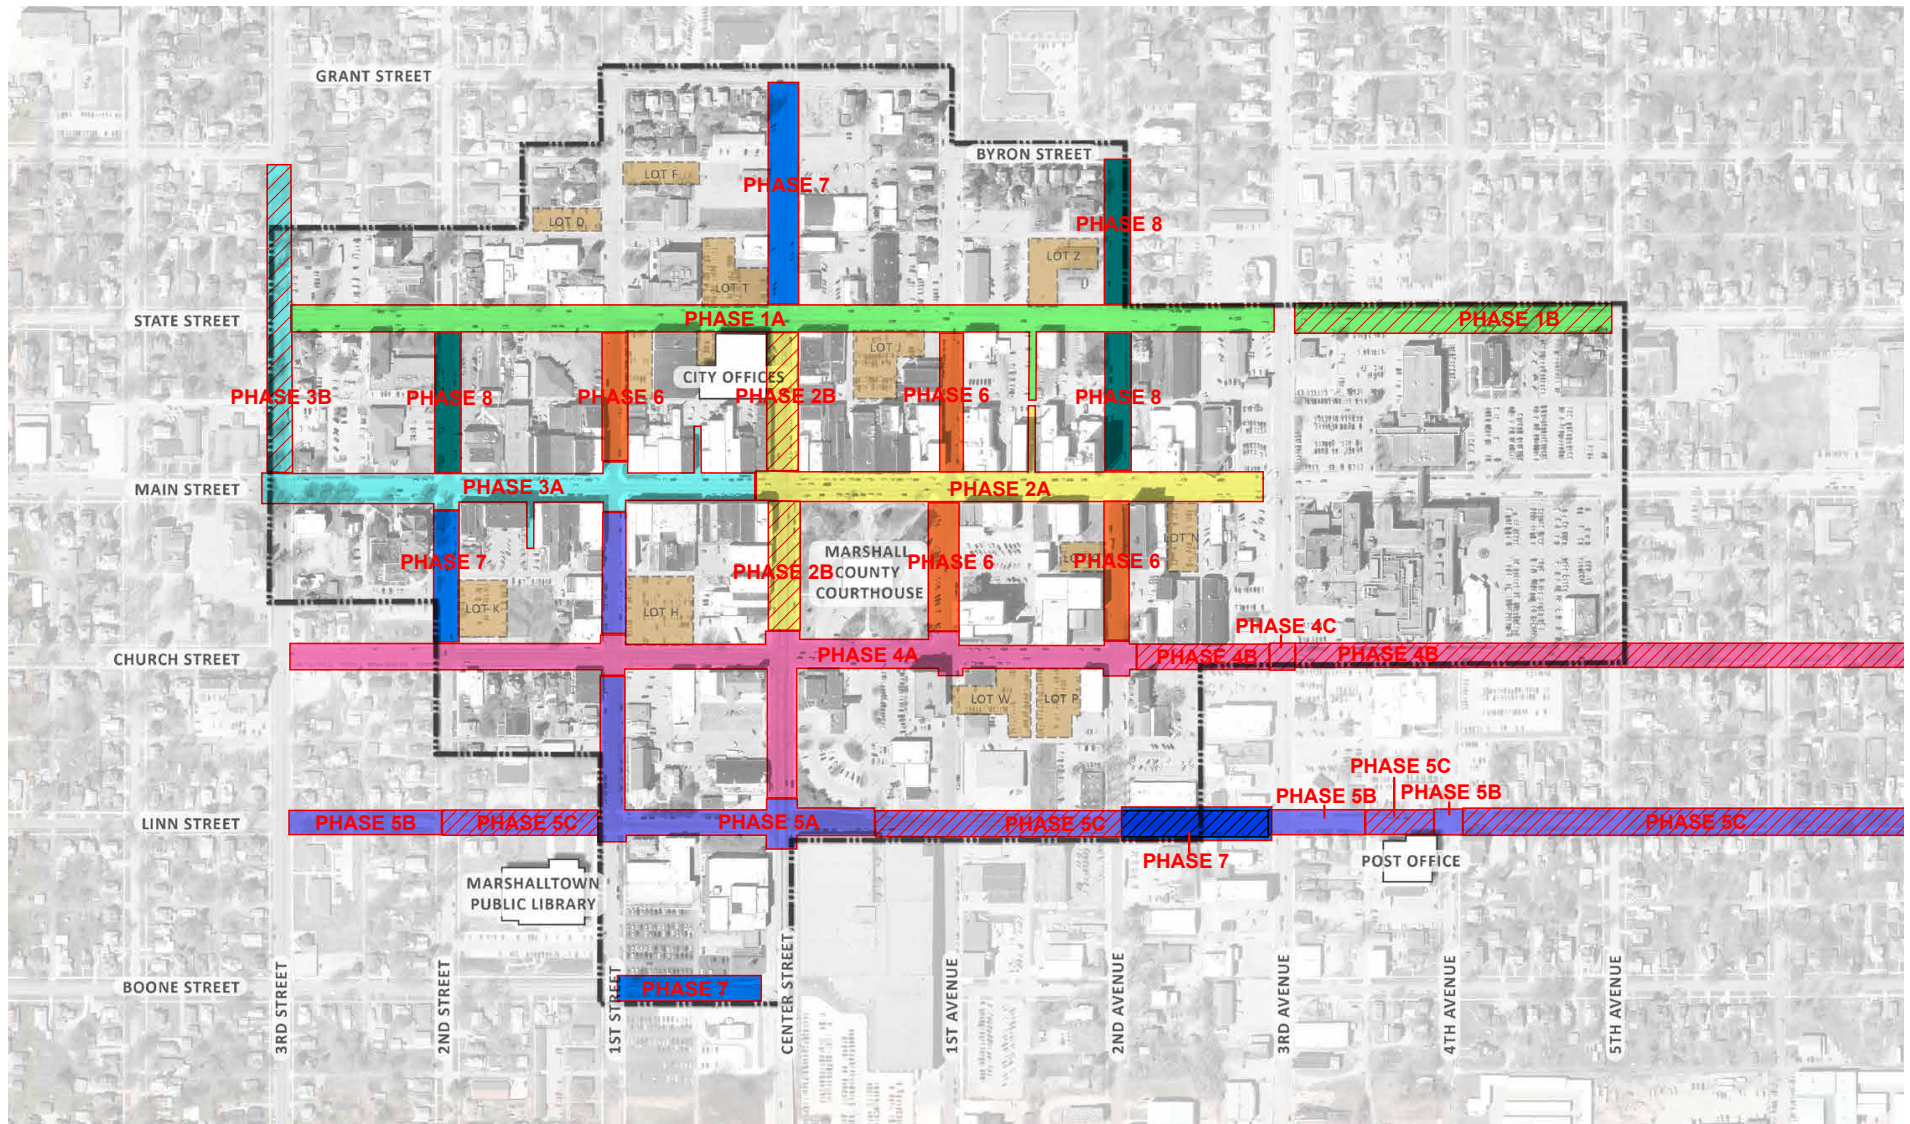 GRANT STREET
BYRON STREET
LOT F
PHASE 7
LOT D
PHASE 8
LOT Z
LOT T
STATE STREET
PHASE 1A
PHASE 1B
LOT J
CITY OFFICES
PHASE 3B
PHASE 8
PHASE 6
PHASE 2B
PHASE 6
PHASE 8
MAIN STREET
PHASE 3A
PHASE 2A
LOT N
MARSHALL
COUNTY
COURTHOUSE
PHASE 7
PHASE 2B
PHASE 6
PHASE 6
LOT K
LOT H
PHASE 4C
CHURCH STREET
PHASE 4A
PHASE 4B
PHASE 4B
LOT W
LOT P
PHASE 5C
PHASE 5B
PHASE 5B
LINN STREET
PHASE 5B
PHASE 5C
PHASE 5A
PHASE 5C
PHASE 5C
PHASE 7
POST OFFICE
MARSHALLTOWN
PUBLIC LIBRARY
BOONE STREET
PHASE 7
3RD STREET
2ND STREET
1ST STREET
CENTER STREET
1ST AVENUE
2ND AVENUE
3RD AVENUE
4TH AVENUE
5TH AVENUE